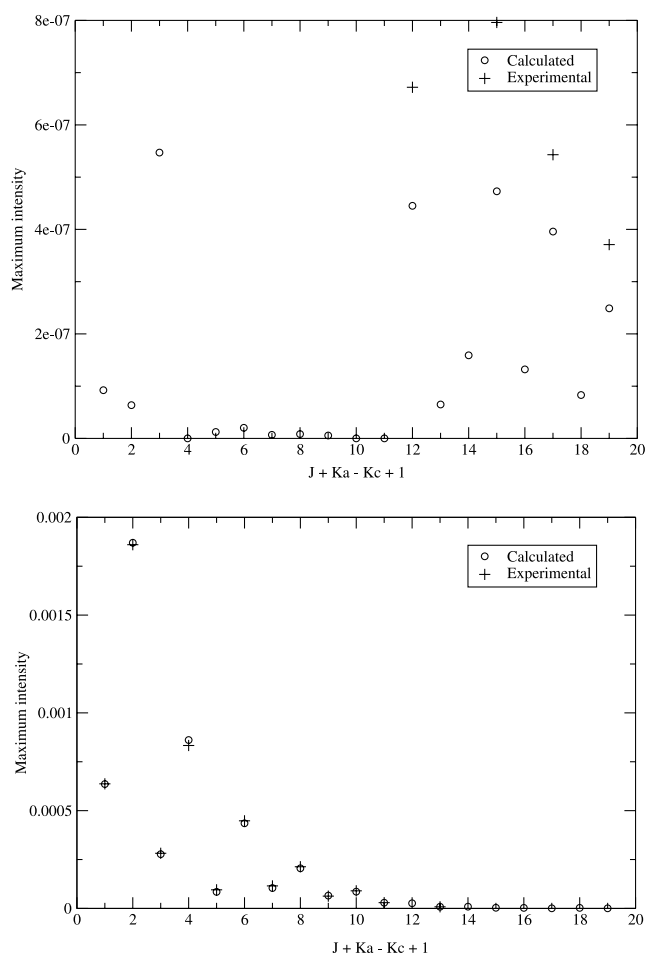 8e-07
Calculated
Experimental
6e-07
Maximum intensity
4e-07
2e-07
0
0 2 4 6 8 10 12 14 16 18 20
J + Ka - Kc + 1
0.002
Calculated
Experimental
0.0015
Maximum intensity
0.001
0.0005
0
0 2 4 6 8 10 12 14 16 18 20
J + Ka - Kc + 1